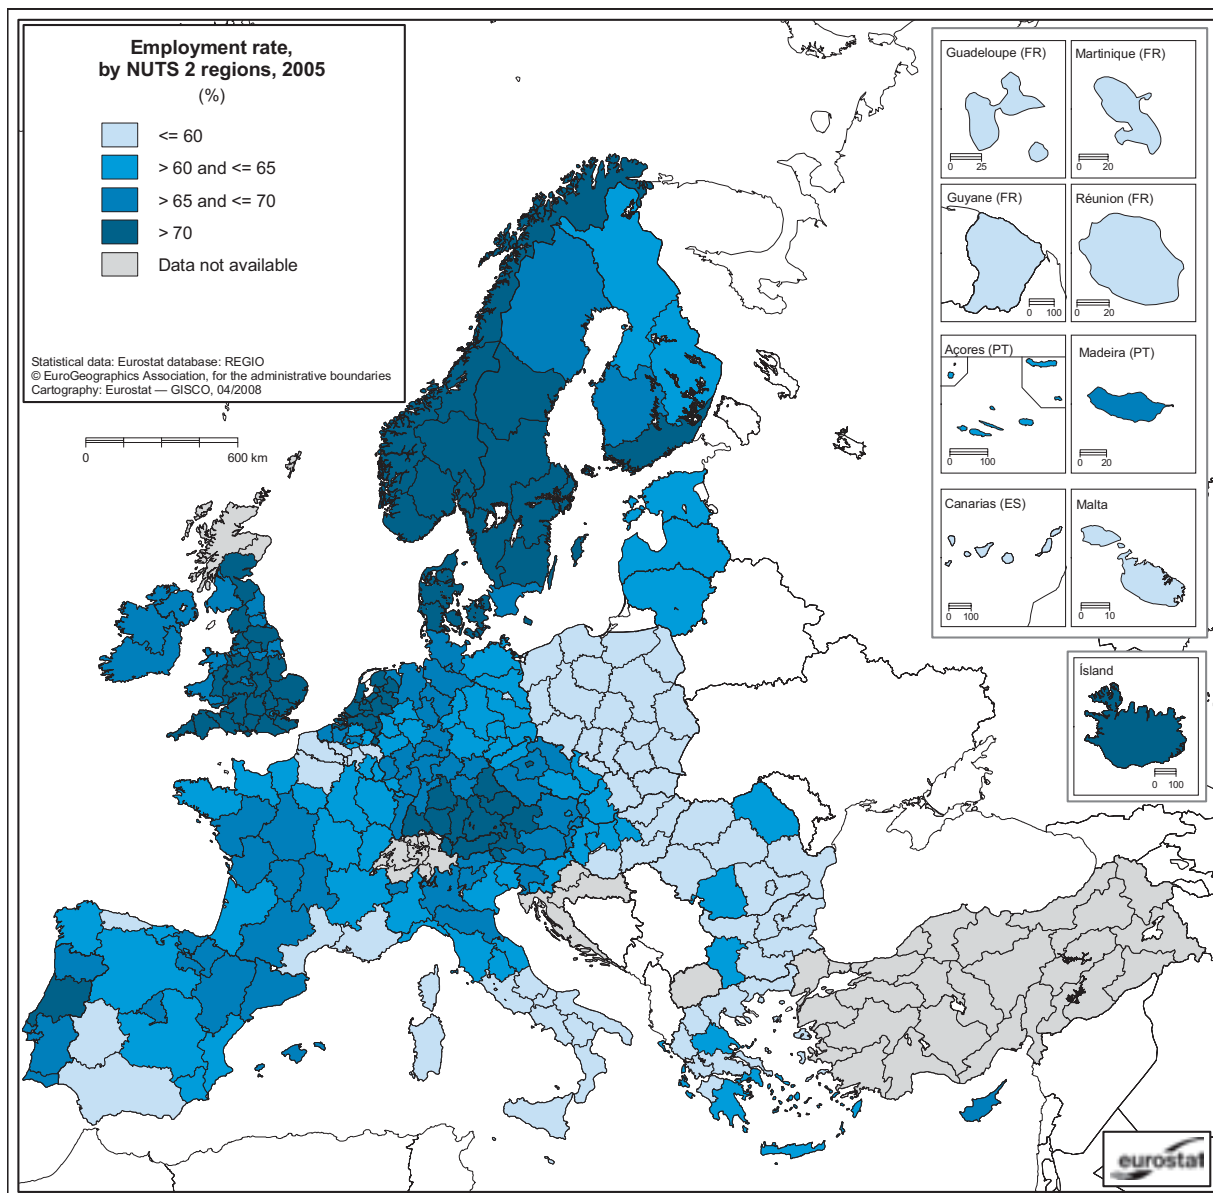 Employment rate,
by NUTS 2 regions, 2005
(%)
<= 60
> 60 and <= 65
> 65 and <= 70
> 70
Data not available
Statistical data: Eurostat database: REGIO
© EuroGeographics Association, for the administrative boundaries
Cartography: Eurostat — GISCO, 04/2008
0 600 km
Guadeloupe (FR)
0 25
Martinique (FR)
0 20
Guyane (FR)
0 100
Réunion (FR)
0 20
Açores (PT)
0 100
Madeira (PT)
0 20
Canarias (ES)
0 100
Malta
0 10
Ísland
0 100
eurostat